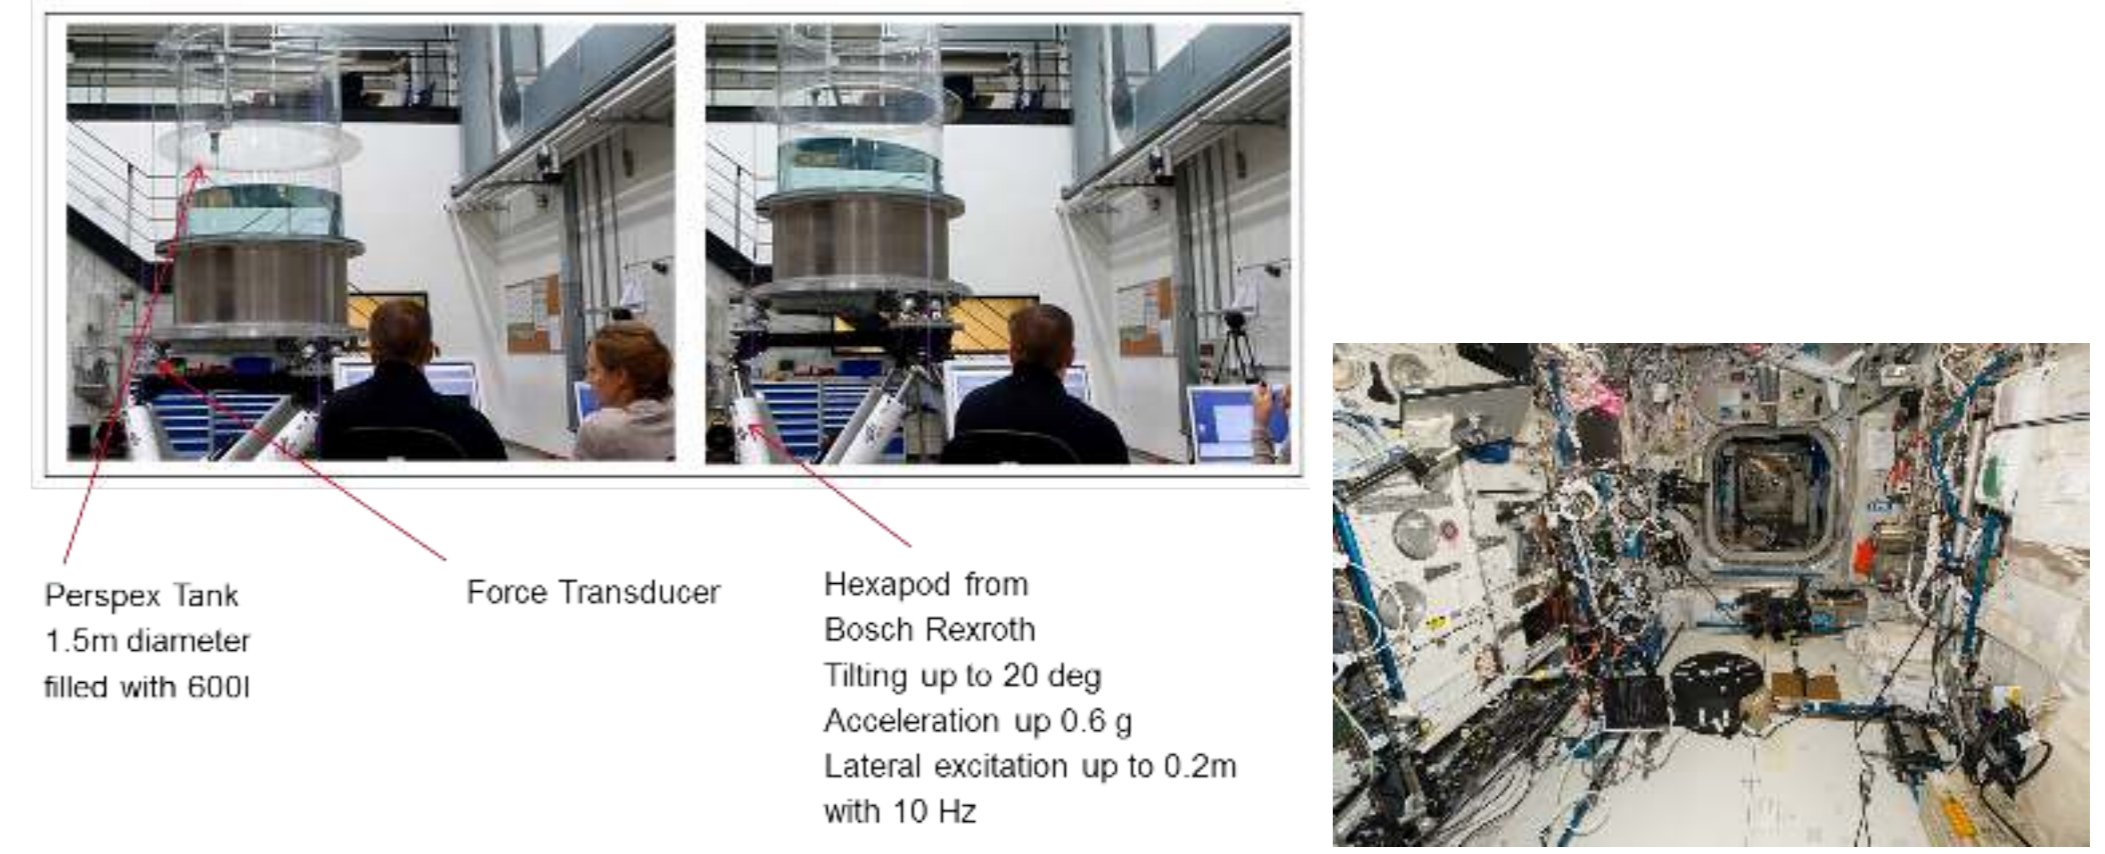 Perspex Tank
1.5m diameter
filled with 600l
Force Transducer
Hexapod from
Bosch Rexroth
Tilting up to 20 deg
Acceleration up 0.6 g
Lateral excitation up to 0.2m
with 10 Hz